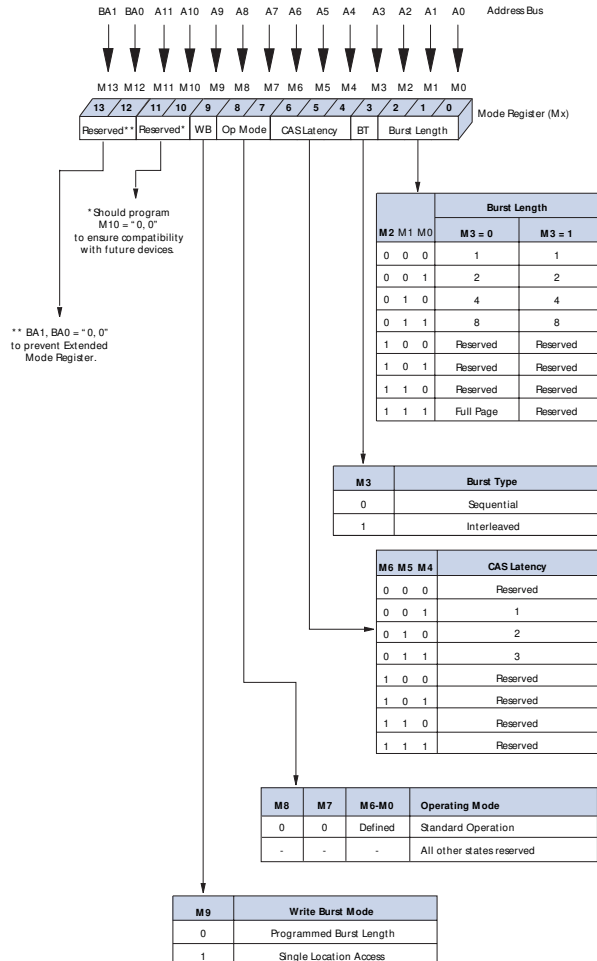 BA1 BA0 A11 A10 A9 A8 A7 A6 A5 A4 A3 A2 A1 A0 Address Bus
M13 M12 M11 M10 M9 M8 M7 M6 M5 M4 M3 M2 M1 M0
13 12 11 10 9 8 7 6 5 4 3 2 1 0
Mode Register (Mx)
Reserved** Reserved* WB Op Mode CAS Latency BT Burst Length
*Should program
M10 = "0, 0"
to ensure compatibility
with future devices.
** BA1, BA0 = "0, 0"
to prevent Extended
Mode Register.
Burst Length
M2 M1 M0 M3 = 0 M3 = 1
0 0 0 1 1
0 0 1 2 2
0 1 0 4 4
0 1 1 8 8
1 0 0 Reserved Reserved
1 0 1 Reserved Reserved
1 1 0 Reserved Reserved
1 1 1 Full Page Reserved
M3 Burst Type
0 Sequential
1 Interleaved
M6 M5 M4 CAS Latency
0 0 0 Reserved
0 0 1 1
0 1 0 2
0 1 1 3
1 0 0 Reserved
1 0 1 Reserved
1 1 0 Reserved
1 1 1 Reserved
M8 M7 M6-M0 Operating Mode
0 0 Defined Standard Operation
- - - All other states reserved
M9 Write Burst Mode
0 Programmed Burst Length
1 Single Location Access